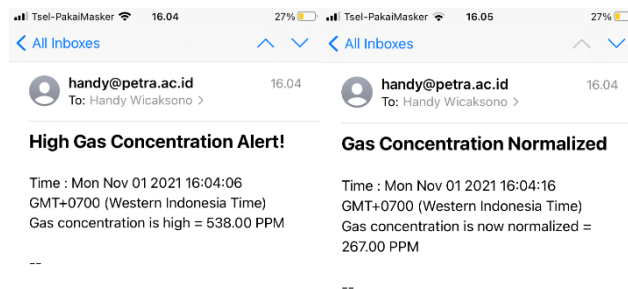 Tsel-PakaiMasker 16.04 27%
All Inboxes
handy@petra.ac.id 16.04
To: Handy Wicaksono >
High Gas Concentration Alert!
Time : Mon Nov 01 2021 16:04:06
GMT+0700 (Western Indonesia Time)
Gas concentration is high = 538.00 PPM
--
Tsel-PakaiMasker 16.05 27%
All Inboxes
handy@petra.ac.id 16.04
To: Handy Wicaksono >
Gas Concentration Normalized
Time : Mon Nov 01 2021 16:04:16
GMT+0700 (Western Indonesia Time)
Gas concentration is now normalized =
267.00 PPM
--